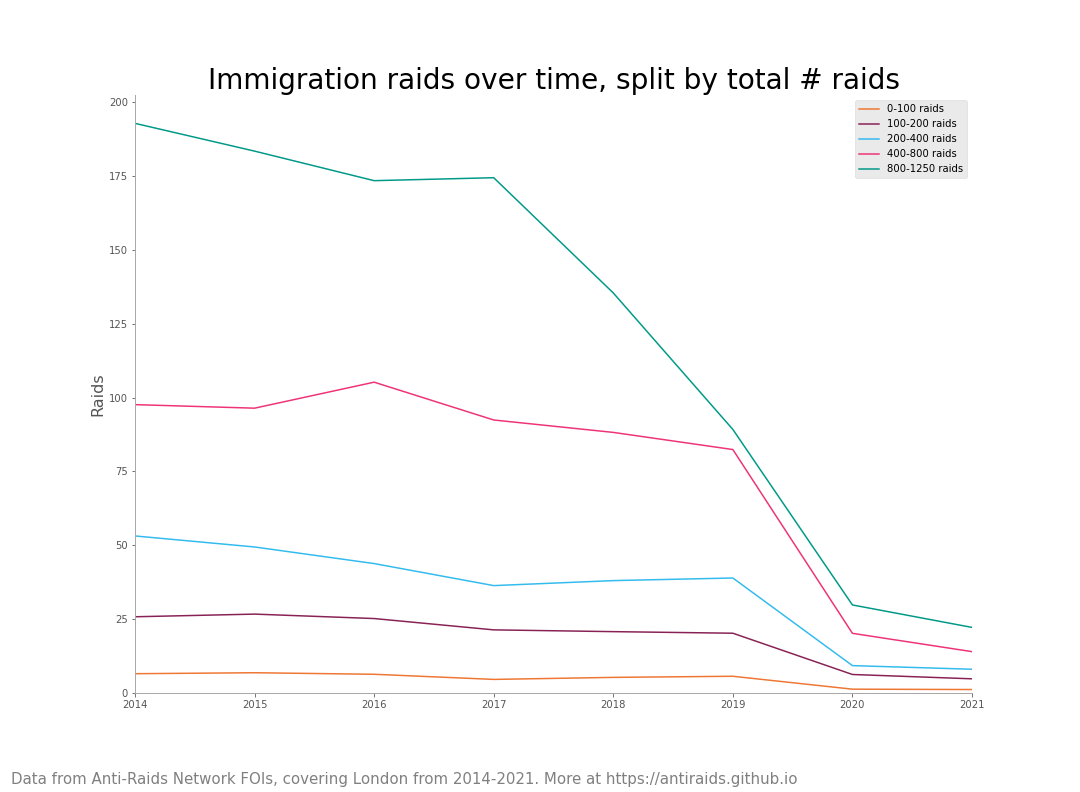 Immigration raids over time, split by total # raids
200
175
150
125
100
75
50
25
0
Raids
0-100 raids
100-200 raids
200-400 raids
400-800 raids
800-1250 raids
2014 2015 2016 2017 2018 2019 2020 2021
Data from Anti-Raids Network FOIs, covering London from 2014-2021. More at https://antiraids.github.io